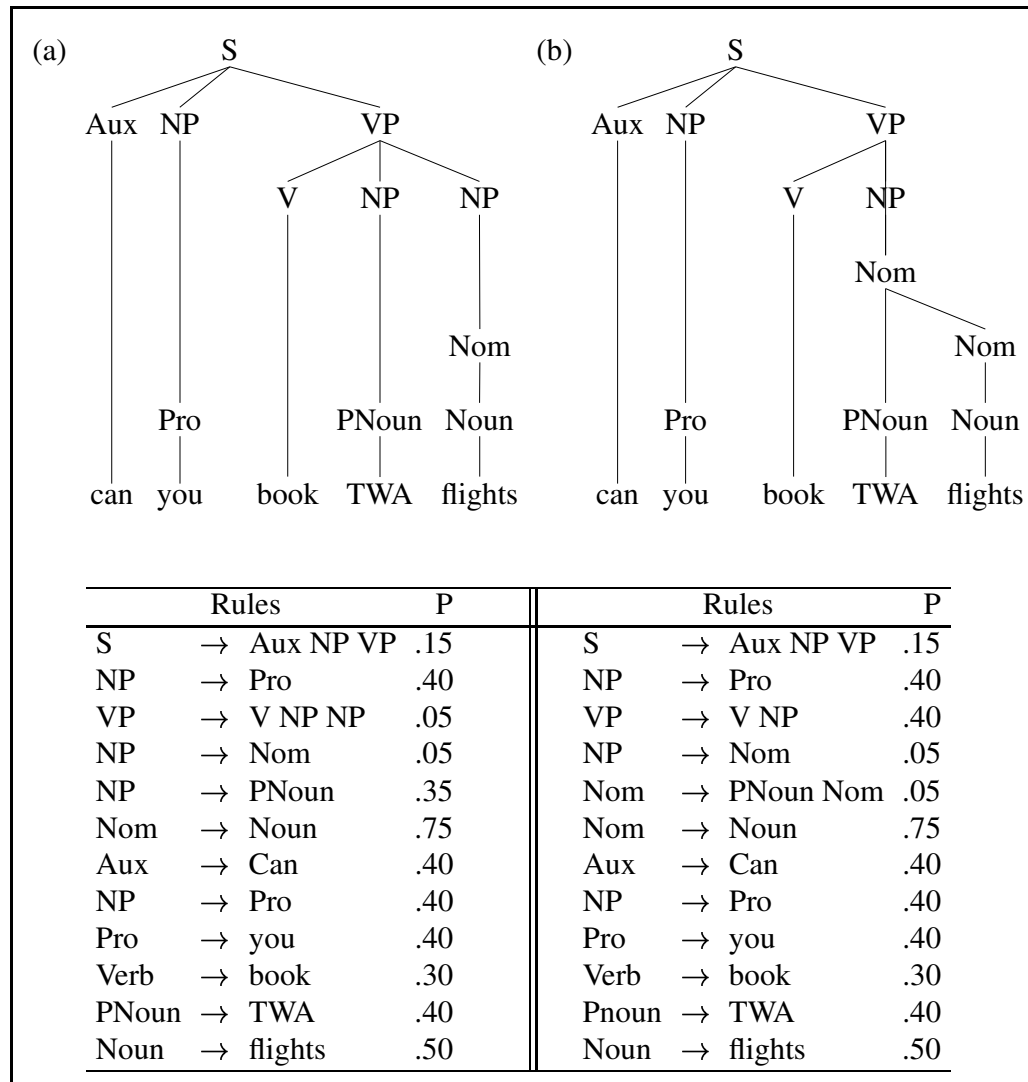 (a) S (b) S
Aux NP VP Aux NP VP
V NP NP V NP
Nom
Nom Nom
Pro PNoun Noun Pro PNoun Noun
can you book TWA flights can you book TWA flights
Rules P Rules P
S → Aux NP VP .15 S → Aux NP VP .15
NP → Pro .40 NP → Pro .40
VP → V NP NP .05 VP → V NP .40
NP → Nom .05 NP → Nom .05
NP → PNoun .35 Nom → PNoun Nom .05
Nom → Noun .75 Nom → Noun .75
Aux → Can .40 Aux → Can .40
NP → Pro .40 NP → Pro .40
Pro → you .40 Pro → you .40
Verb → book .30 Verb → book .30
PNoun → TWA .40 Pnoun → TWA .40
Noun → flights .50 Noun → flights .50